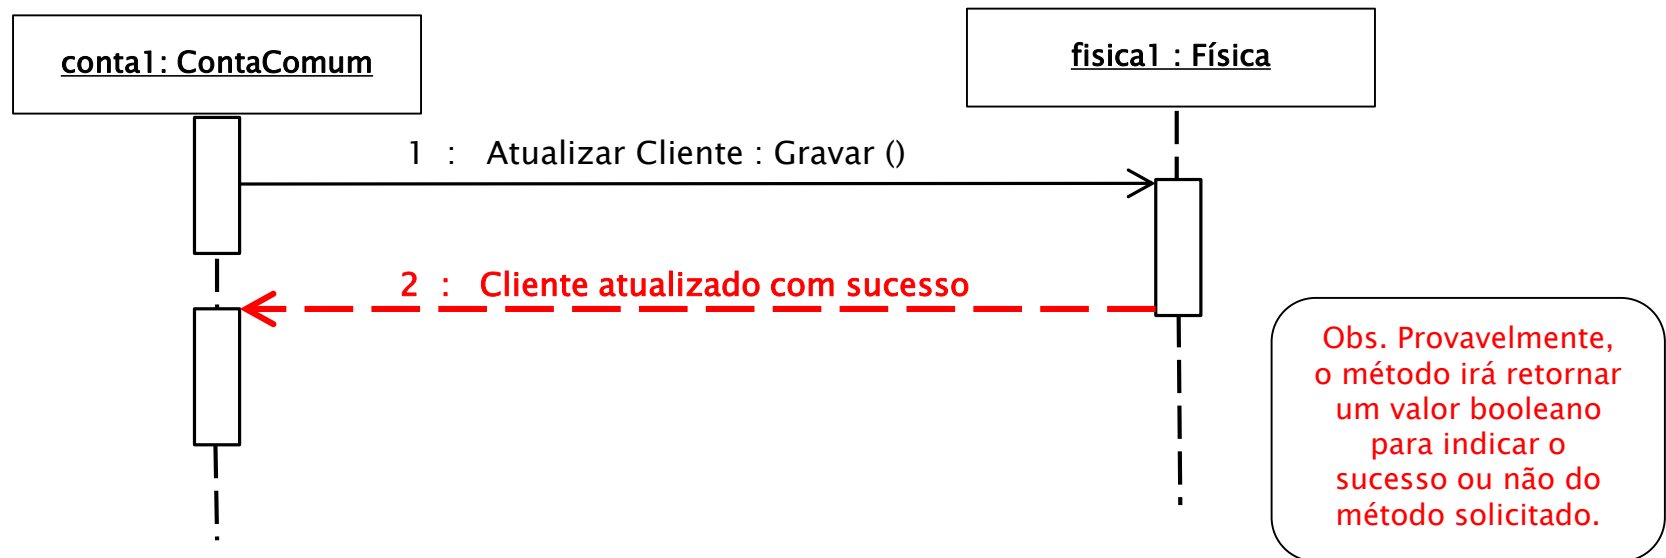 conta1: ContaComum
fisica1 : Física
1 : Atualizar Cliente : Gravar ()
2 : Cliente atualizado com sucesso
Obs. Provavelmente,
o método irá retornar
um valor booleano
para indicar o
sucesso ou não do
método solicitado.